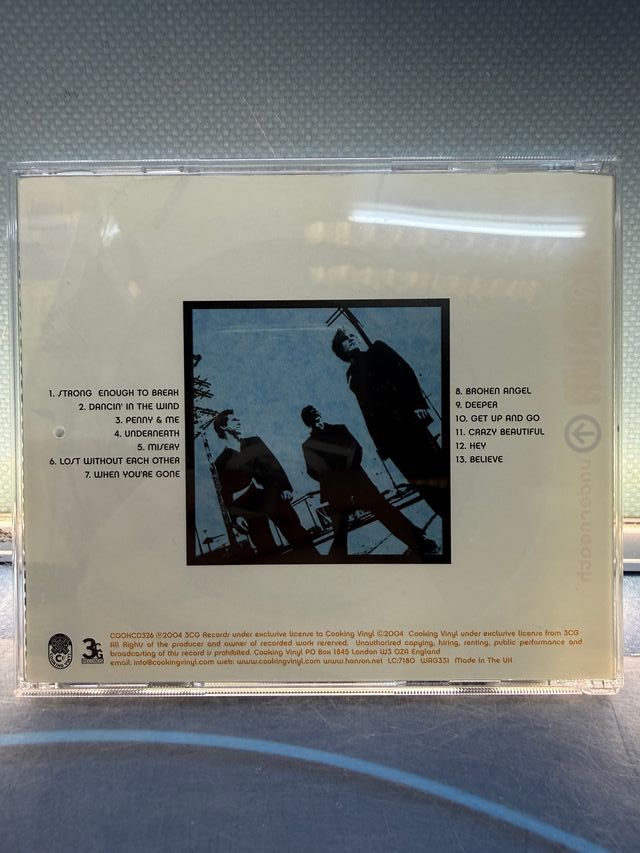 1. STRONG ENOUGH TO BREAK
2. DANCIN' IN THE WIND
3. PENNY & ME
4. UNDERNEATH
5. MISERY
6. LOST WITHOUT EACH OTHER
7. WHEN YOU'RE GONE
8. BROKEN ANGEL
9. DEEPER
10. GET UP AND GO
11. CRAZY BEAUTIFUL
12. HEY
13. BELIEVE
3CG
COOKCD326 ℗2004 3CG Records under exclusive license to Cooking Vinyl ©2004 Cooking Vinyl under exclusive license from 3CG
All Rights of the producer and owner of recorded work reserved. Unauthorized copying, hiring, renting, public performance and
broadcasting of this record is prohibited. Cooking Vinyl PO Box 1845 London W3 0ZA England
email: info@cookingvinyl.com web: www.cookingvinyl.com www.hanson.net LC:7180 WAG331 Made In The UK
underneath